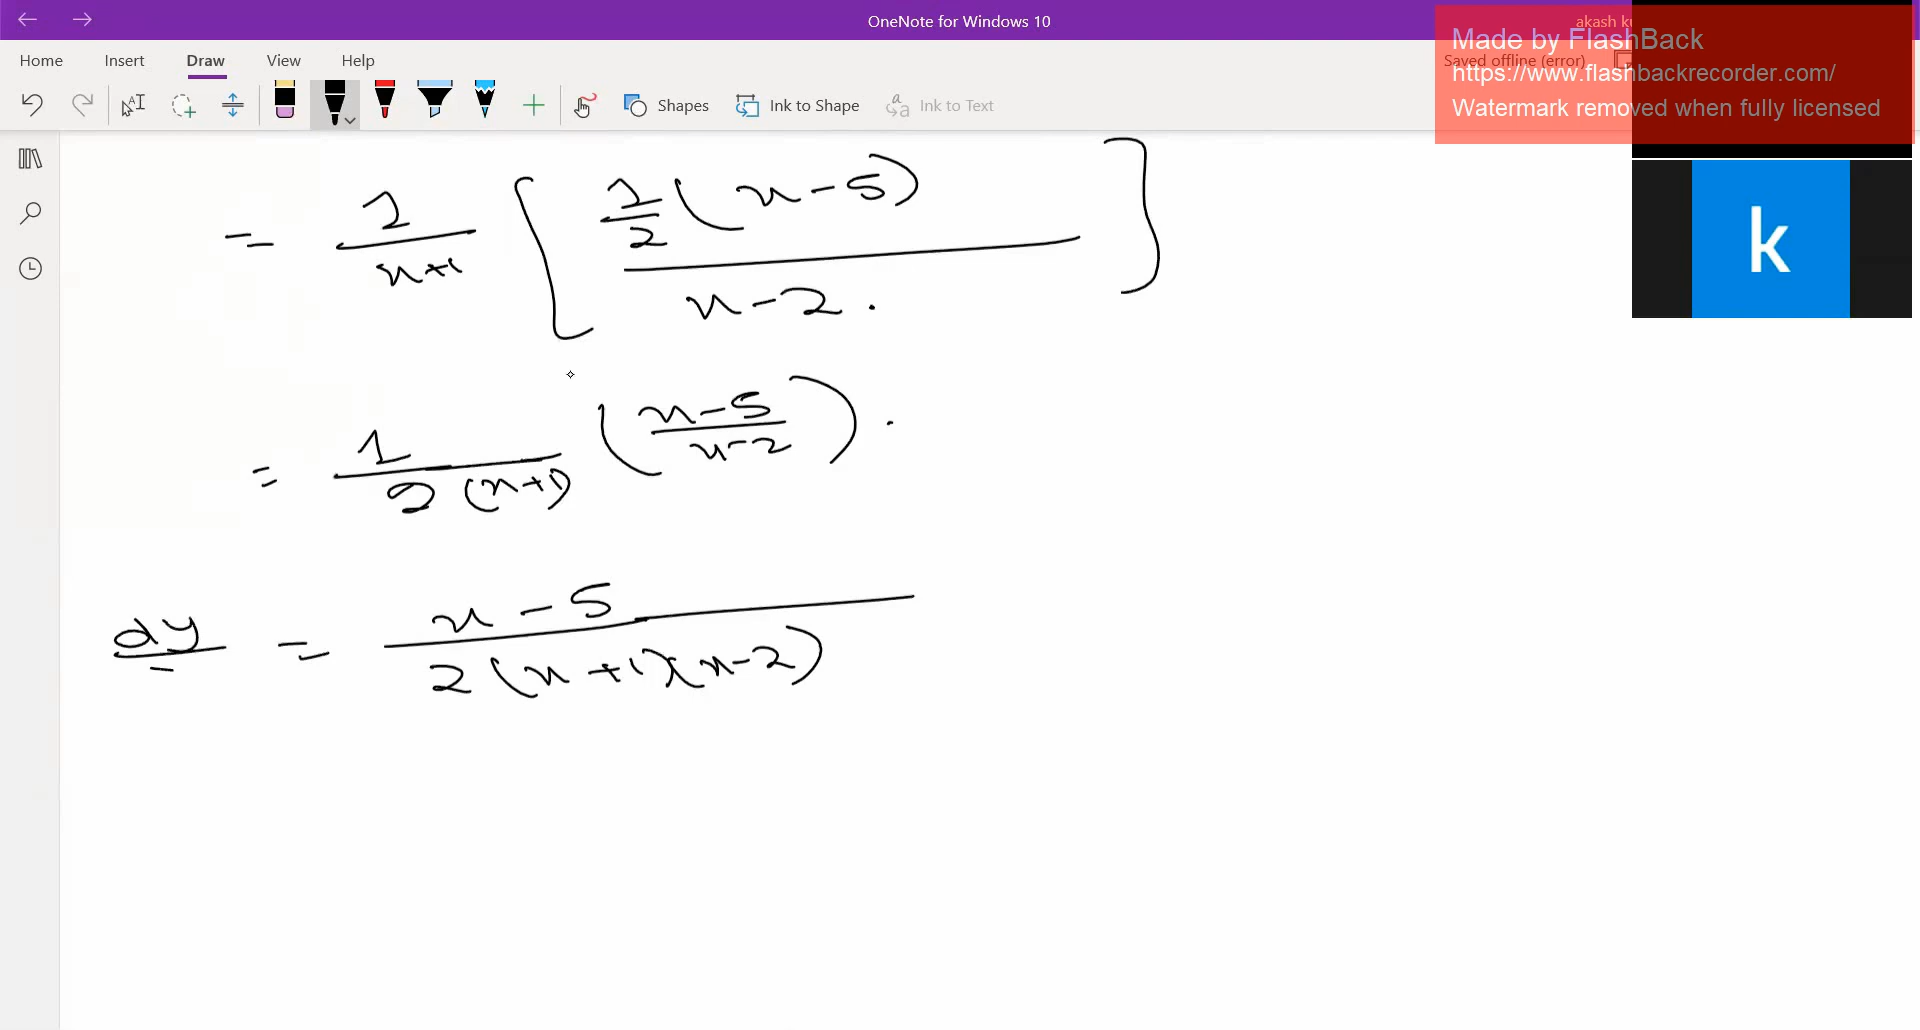 OneNote for Windows 10
akash ku
Made by FlashBack
https://www.flashbackrecorder.com/
Watermark removed when fully licensed
Home Insert Draw View Help
Saved offline (error)
Shapes Ink to Shape Ink to Text
k
= 1/(x+1) [ (1/2 (x-5))/(x-2) . ]
= 1/(2(x+1)) ((x-5)/(x-2)) .
dy = (x-5)/(2(x+1)(x-2))